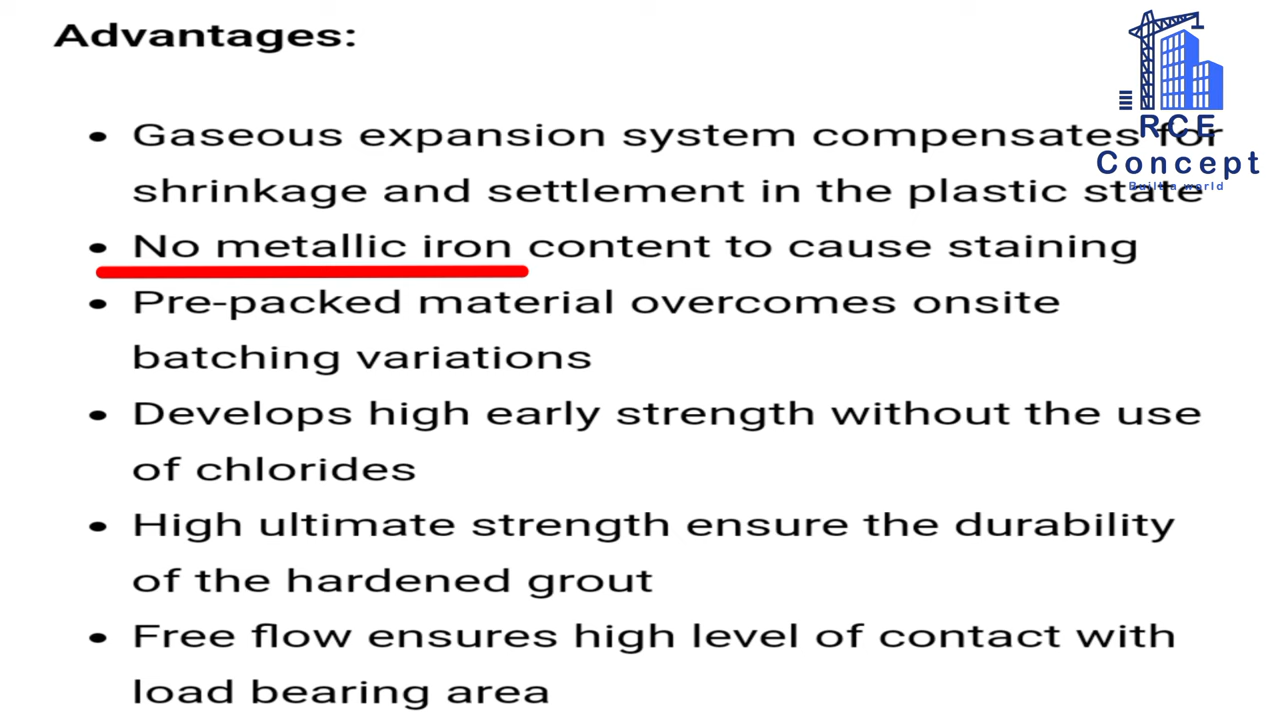 Advantages:
Gaseous expansion system compensates for
shrinkage and settlement in the plastic state
No metallic iron content to cause staining
Pre-packed material overcomes onsite
batching variations
Develops high early strength without the use
of chlorides
High ultimate strength ensure the durability
of the hardened grout
Free flow ensures high level of contact with
load bearing area
RCE
Concept
Built a world